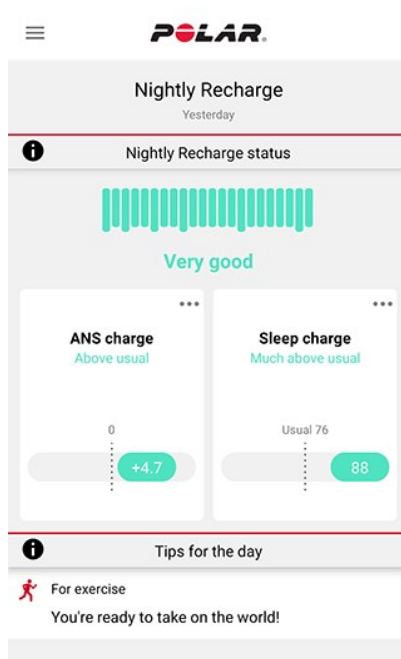 POLAR.
Nightly Recharge
Yesterday
Nightly Recharge status
Very good
ANS charge
Above usual
0
+4.7
Sleep charge
Much above usual
Usual 76
88
Tips for the day
For exercise
You're ready to take on the world!